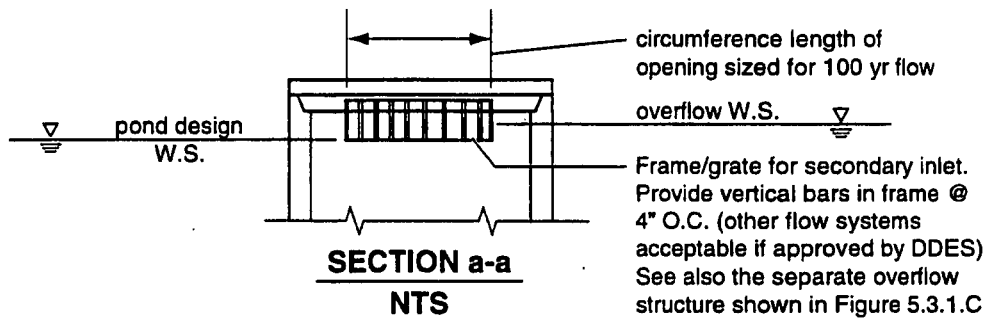 circumference length of
opening sized for 100 yr flow
overflow W.S.
pond design
W.S.
Frame/grate for secondary inlet.
Provide vertical bars in frame @
4" O.C. (other flow systems
acceptable if approved by DDES)
See also the separate overflow
structure shown in Figure 5.3.1.C
SECTION a-a
NTS